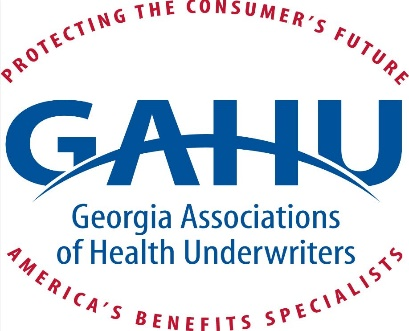 PROTECTING THE CONSUMER'S FUTURE
GAHU
Georgia Associations
of Health Underwriters
AMERICA'S BENEFITS SPECIALISTS